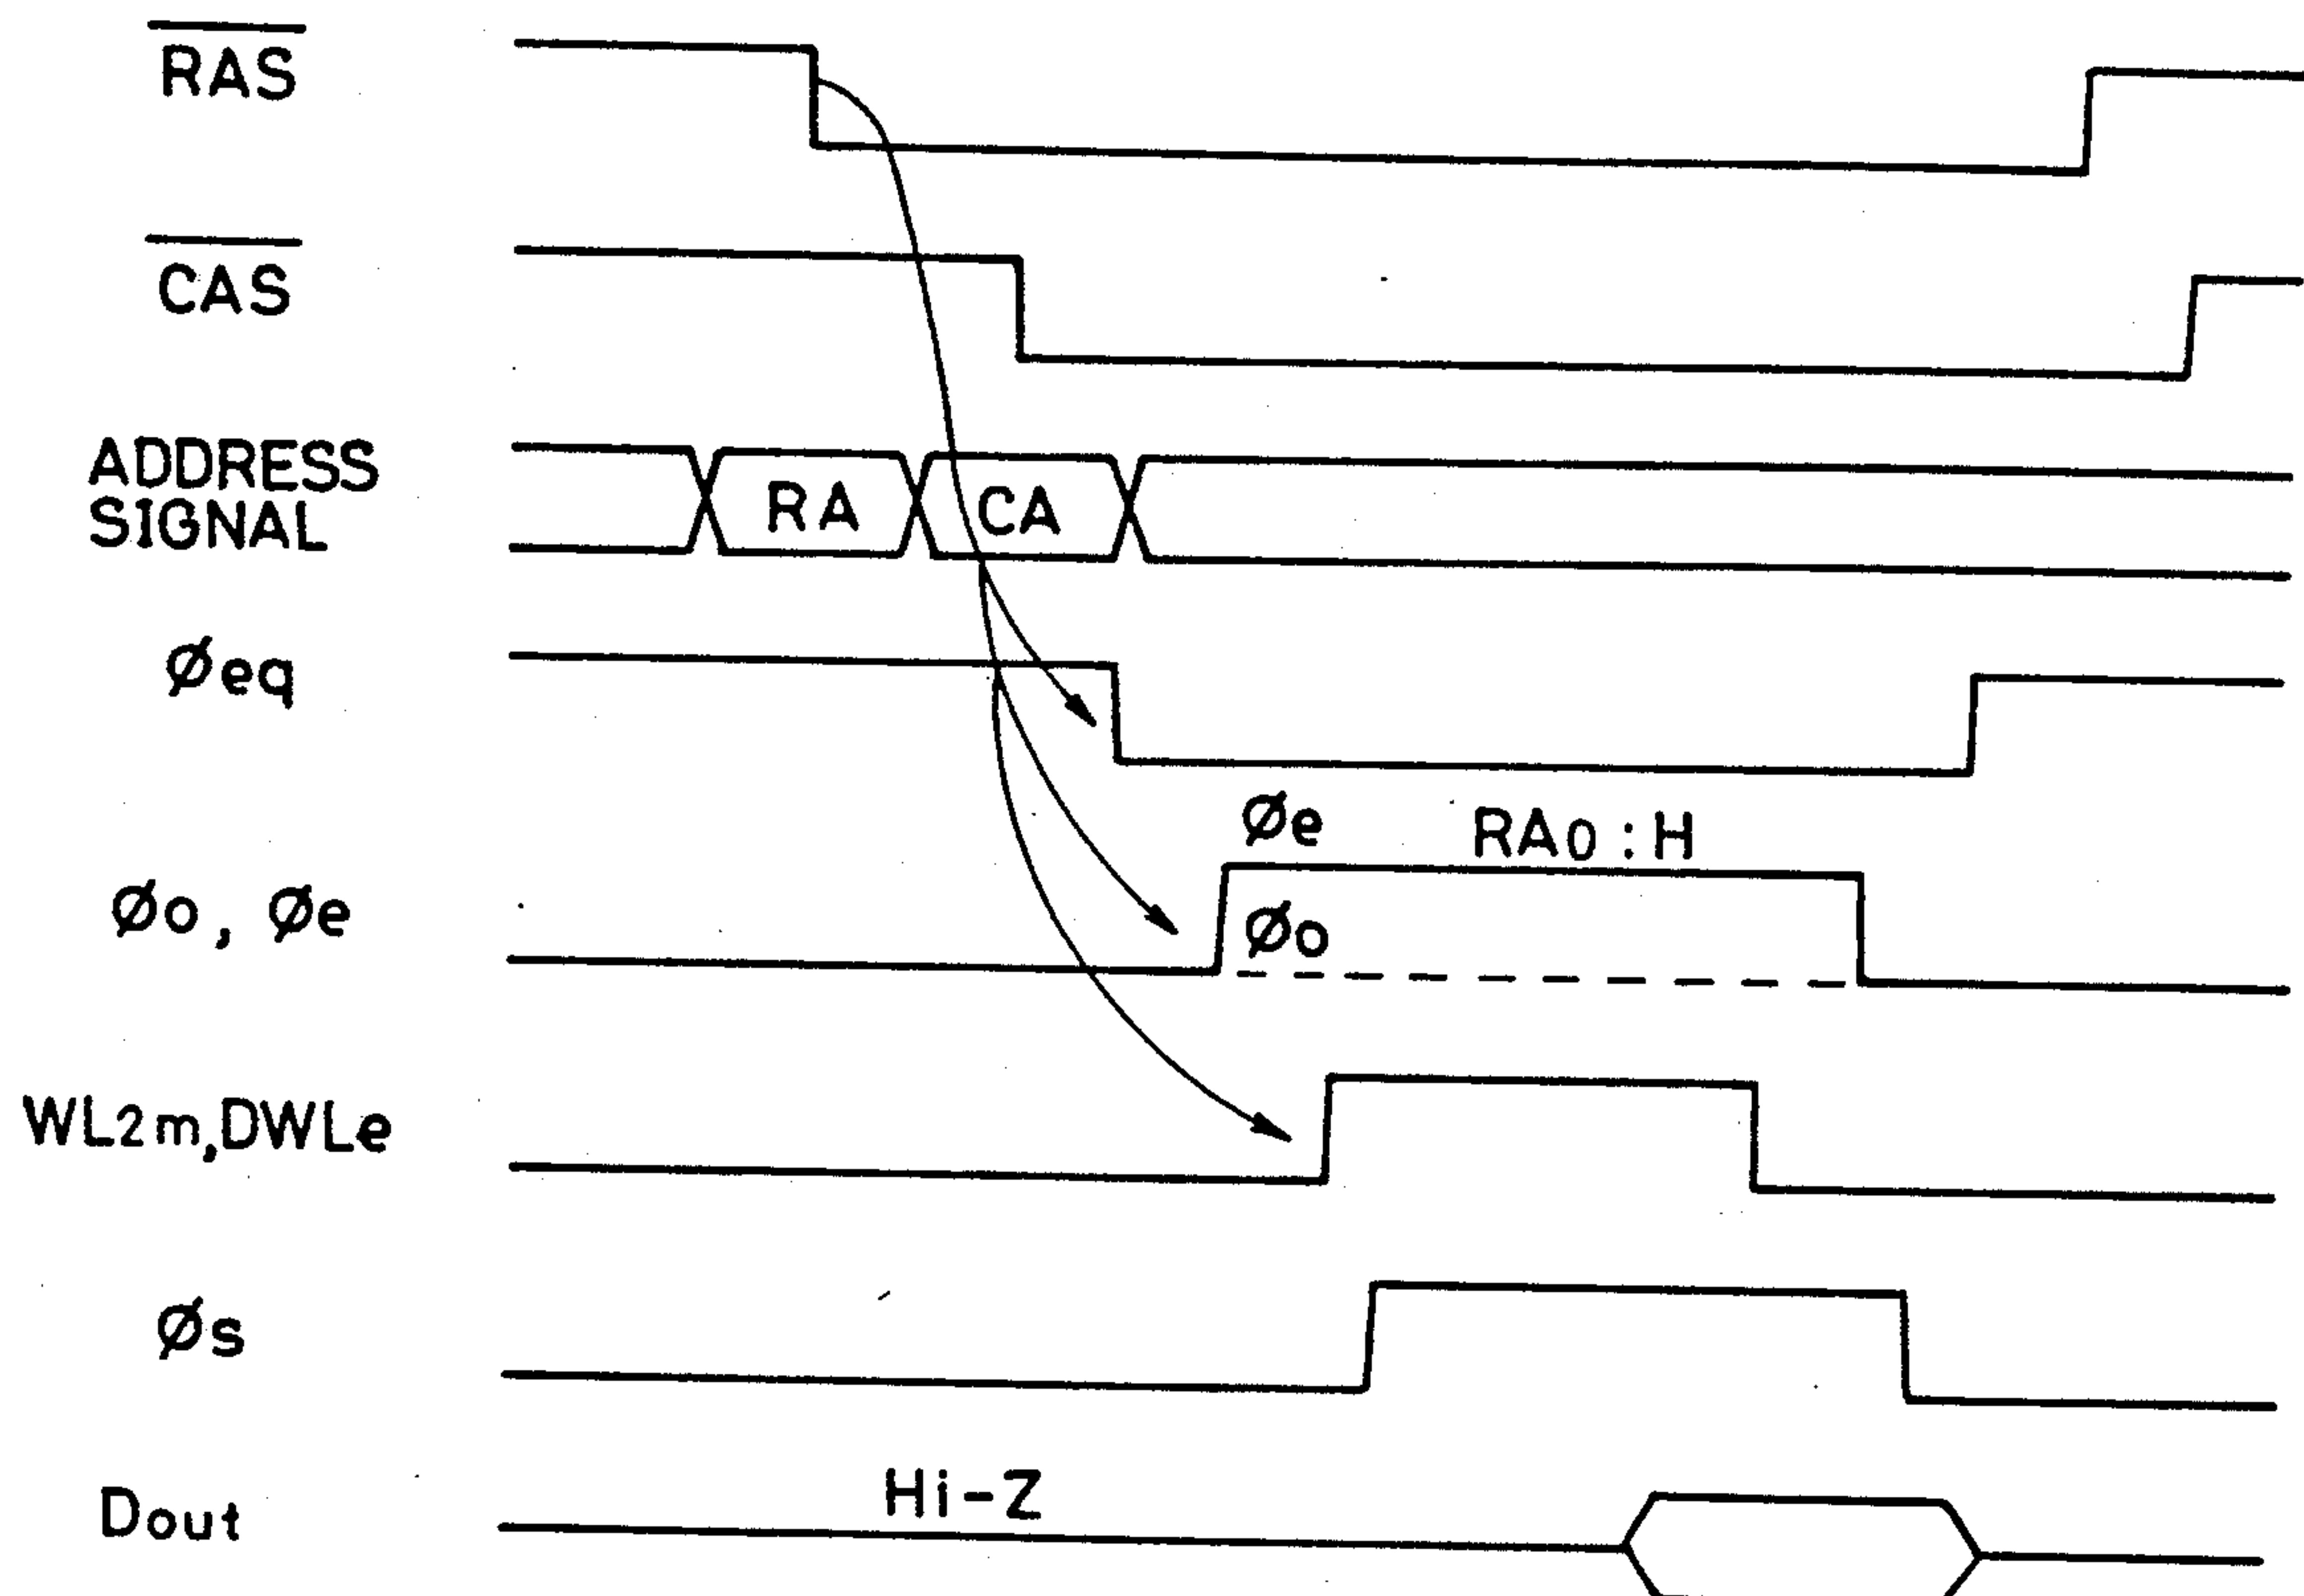 RAS
CAS
ADDRESS
SIGNAL
RA
CA
Øeq
Øe
RA0 : H
Øo, Øe
Øo
WL2m,DWLe
Øs
Hi-Z
Dout